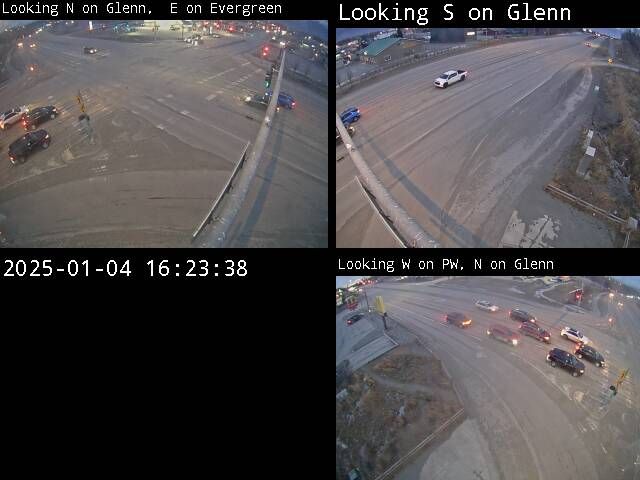 Looking N on Glenn,  E on Evergreen
Looking S on Glenn
2025-01-04 16:23:38
Looking W on PW, N on Glenn